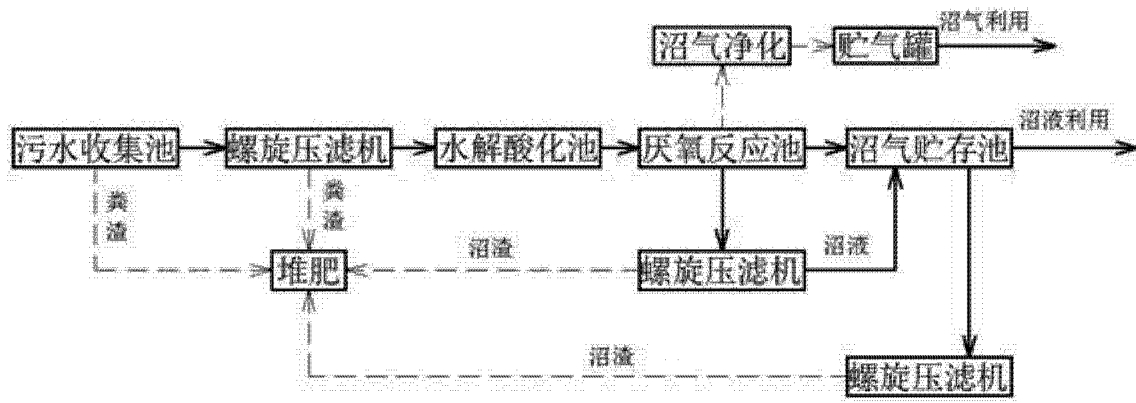 沼气净化
贮气罐
沼气利用
污水收集池
螺旋压滤机
水解酸化池
厌氧反应池
沼气贮存池
沼液利用
粪渣
粪渣
堆肥
沼渣
螺旋压滤机
沼液
沼渣
螺旋压滤机